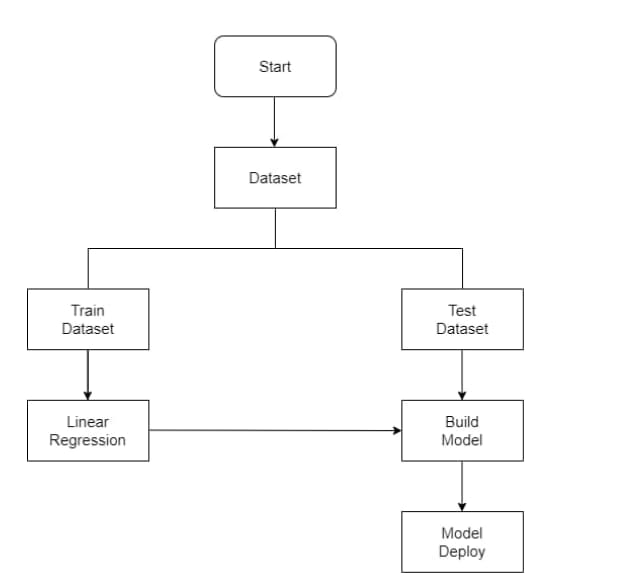 Start
Dataset
Train
Dataset
Test
Dataset
Linear
Regression
Build
Model
Model
Deploy